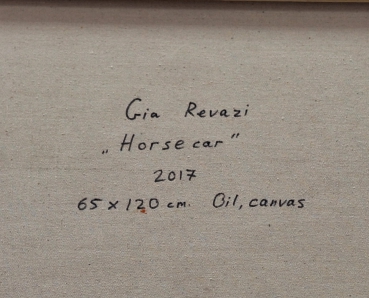 Gia Revazi
„Horse car”
2017
65 x 120 cm. Oil, canvas